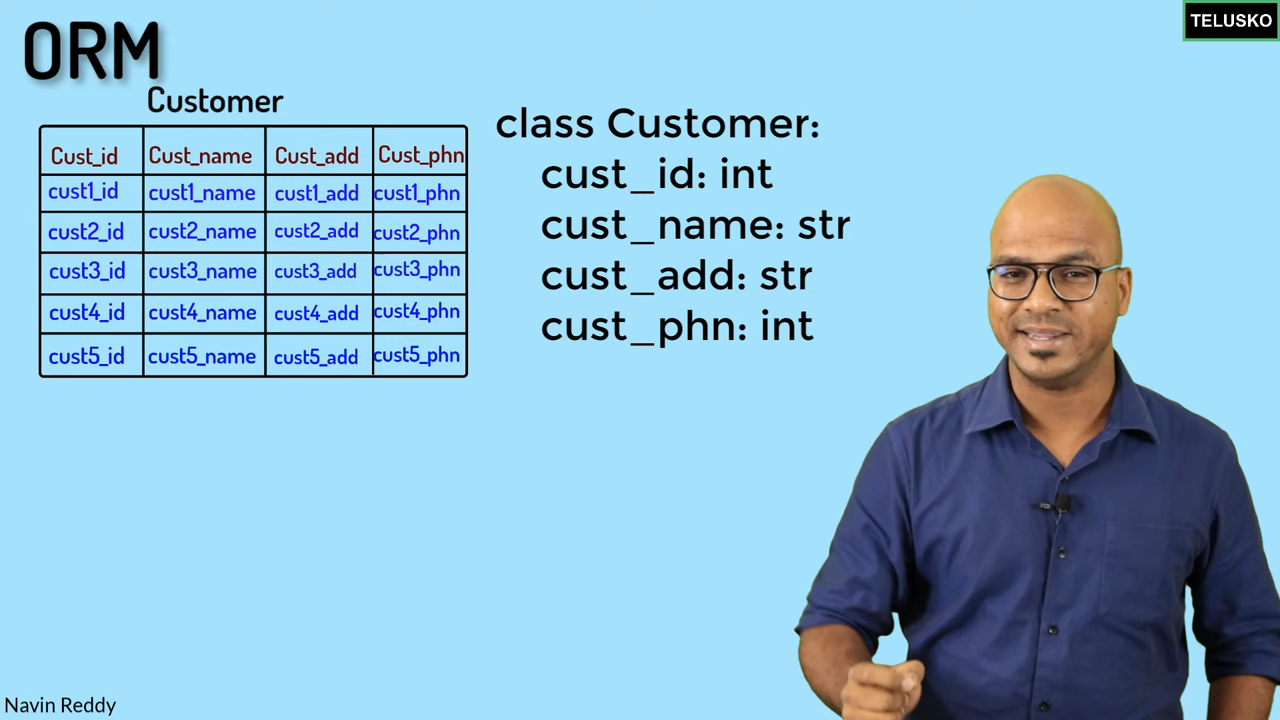 ORM
TELUSKO
Customer
Cust_id Cust_name Cust_add Cust_phn
cust1_id cust1_name cust1_add cust1_phn
cust2_id cust2_name cust2_add cust2_phn
cust3_id cust3_name cust3_add cust3_phn
cust4_id cust4_name cust4_add cust4_phn
cust5_id cust5_name cust5_add cust5_phn
class Customer:
cust_id: int
cust_name: str
cust_add: str
cust_phn: int
Navin Reddy